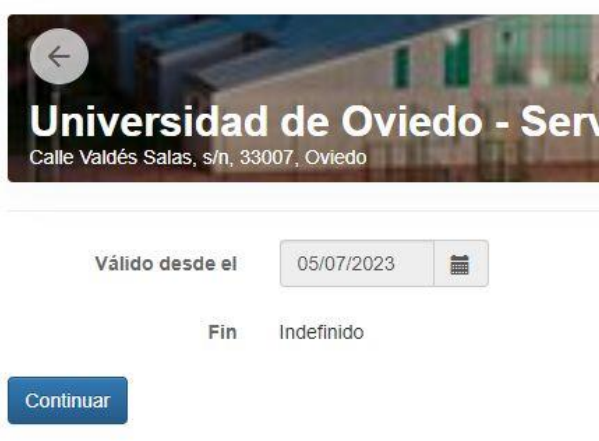 Universidad de Oviedo - Serv
Calle Valdés Salas, s/n, 33007, Oviedo
Válido desde el 05/07/2023
Fin Indefinido
Continuar